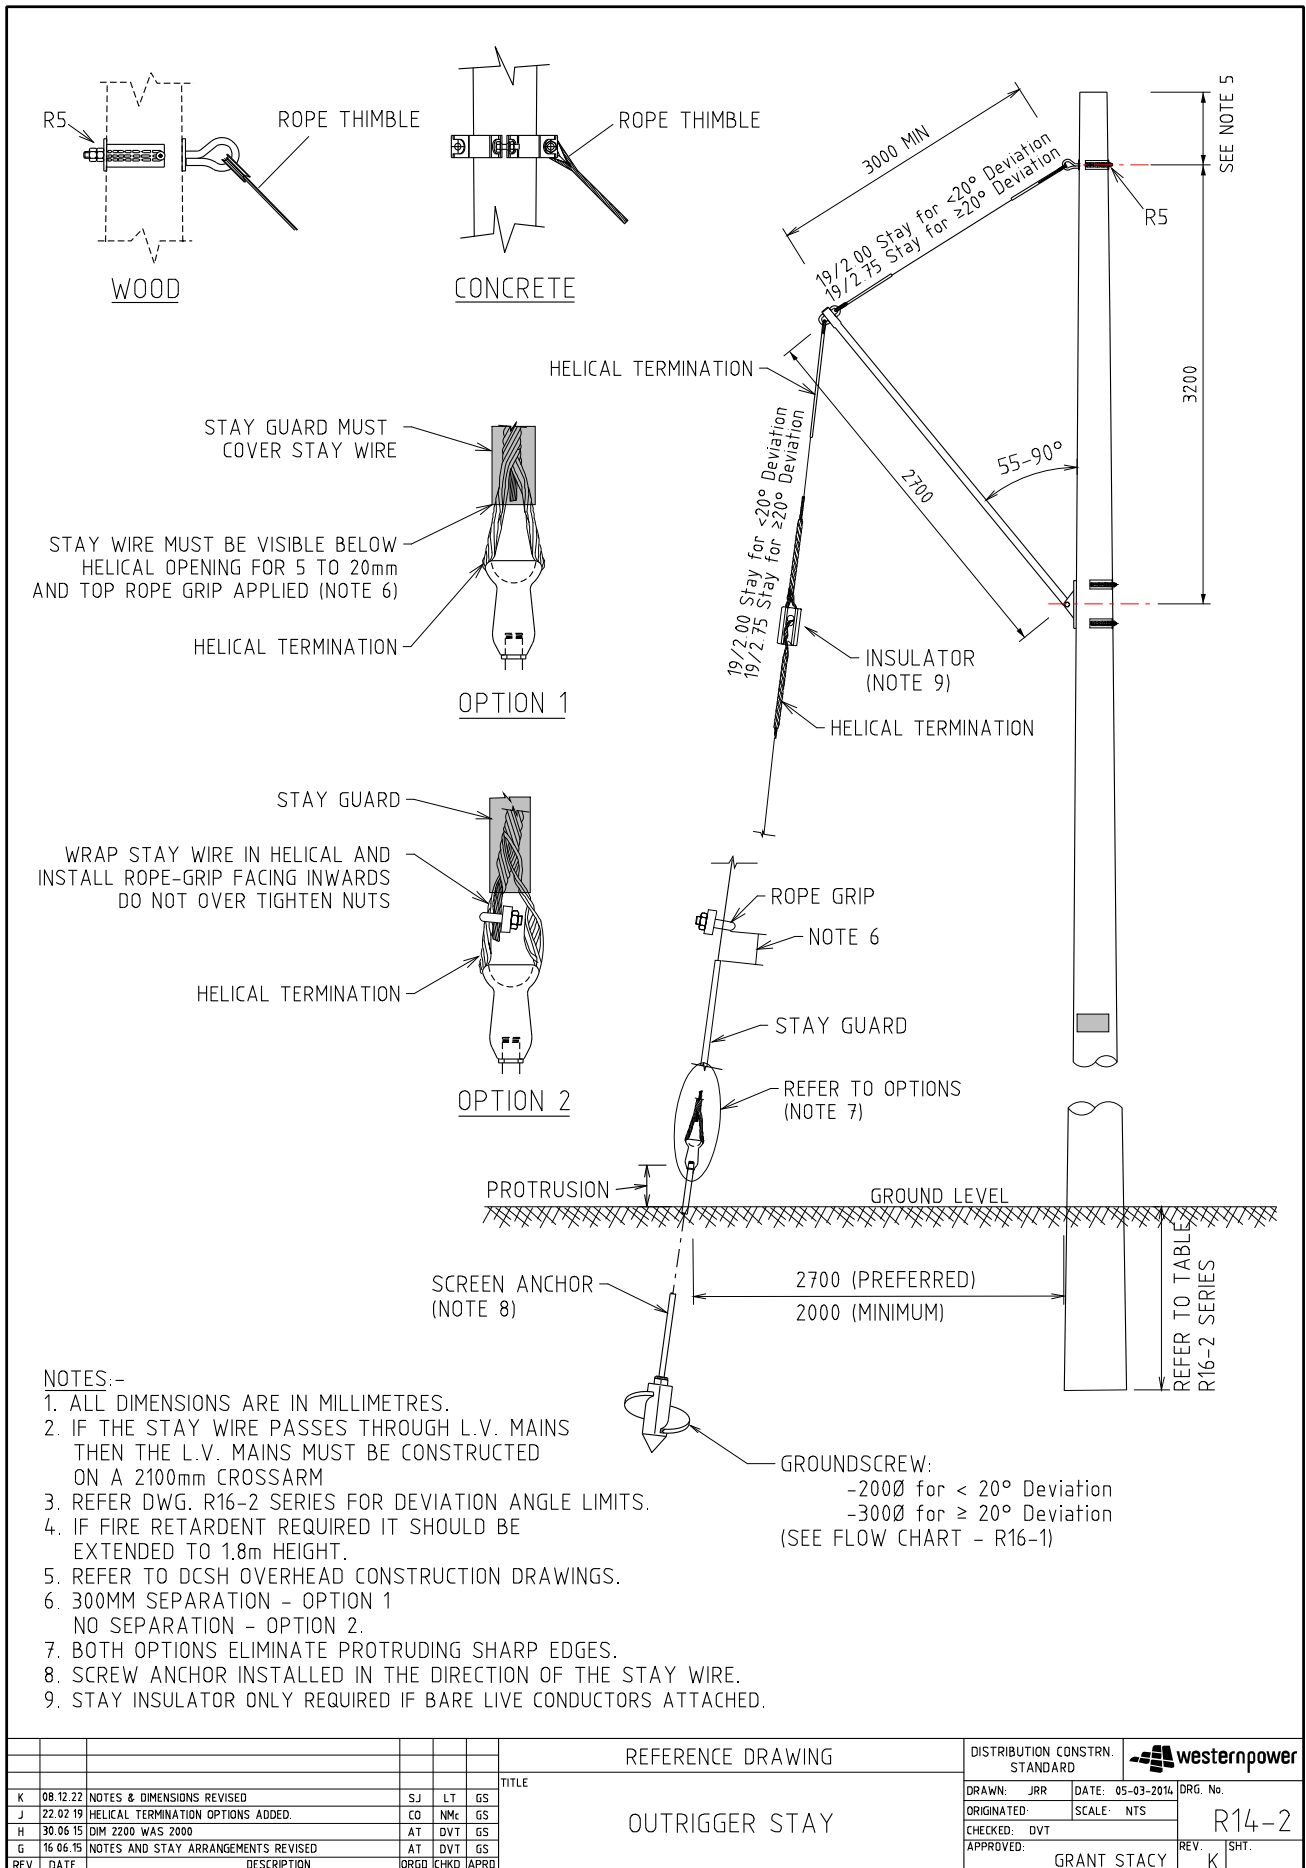 R5
ROPE THIMBLE
WOOD
ROPE THIMBLE
CONCRETE
3000 MIN
19/2.00 Stay for <20° Deviation
19/2.75 Stay for ≥20° Deviation
SEE NOTE 5
R5
3200
HELICAL TERMINATION
2700
55-90°
19/2.00 Stay for <20° Deviation
19/2.75 Stay for ≥20° Deviation
STAY GUARD MUST
COVER STAY WIRE
STAY WIRE MUST BE VISIBLE BELOW
HELICAL OPENING FOR 5 TO 20mm
AND TOP ROPE GRIP APPLIED (NOTE 6)
HELICAL TERMINATION
OPTION 1
INSULATOR
(NOTE 9)
HELICAL TERMINATION
STAY GUARD
WRAP STAY WIRE IN HELICAL AND
INSTALL ROPE-GRIP FACING INWARDS
DO NOT OVER TIGHTEN NUTS
HELICAL TERMINATION
OPTION 2
ROPE GRIP
NOTE 6
STAY GUARD
REFER TO OPTIONS
(NOTE 7)
PROTRUSION
GROUND LEVEL
SCREEN ANCHOR
(NOTE 8)
2700 (PREFERRED)
2000 (MINIMUM)
REFER TO TABLE
R16-2 SERIES
GROUNDSCREW:
-200Ø for < 20° Deviation
-300Ø for ≥ 20° Deviation
(SEE FLOW CHART - R16-1)
NOTES:-
1. ALL DIMENSIONS ARE IN MILLIMETRES.
2. IF THE STAY WIRE PASSES THROUGH L.V. MAINS
THEN THE L.V. MAINS MUST BE CONSTRUCTED
ON A 2100mm CROSSARM
3. REFER DWG. R16-2 SERIES FOR DEVIATION ANGLE LIMITS.
4. IF FIRE RETARDENT REQUIRED IT SHOULD BE
EXTENDED TO 1.8m HEIGHT.
5. REFER TO DCSH OVERHEAD CONSTRUCTION DRAWINGS.
6. 300MM SEPARATION - OPTION 1
NO SEPARATION - OPTION 2.
7. BOTH OPTIONS ELIMINATE PROTRUDING SHARP EDGES.
8. SCREW ANCHOR INSTALLED IN THE DIRECTION OF THE STAY WIRE.
9. STAY INSULATOR ONLY REQUIRED IF BARE LIVE CONDUCTORS ATTACHED.
K 08.12.22 NOTES & DIMENSIONS REVISED SJ LT GS
J 22.02.19 HELICAL TERMINATION OPTIONS ADDED. CO NMc GS
H 30.06.15 DIM 2200 WAS 2000 AT DVT GS
G 16.06.15 NOTES AND STAY ARRANGEMENTS REVISED AT DVT GS
REV DATE DESCRIPTION ORGD CHKD APRD
REFERENCE DRAWING
TITLE
OUTRIGGER STAY
DISTRIBUTION CONSTRN.
STANDARD
westernpower
DRAWN: JRR DATE: 05-03-2014
ORIGINATED: SCALE: NTS
CHECKED: DVT
APPROVED:
GRANT STACY
DRG. No.
R14-2
REV. SHT.
K